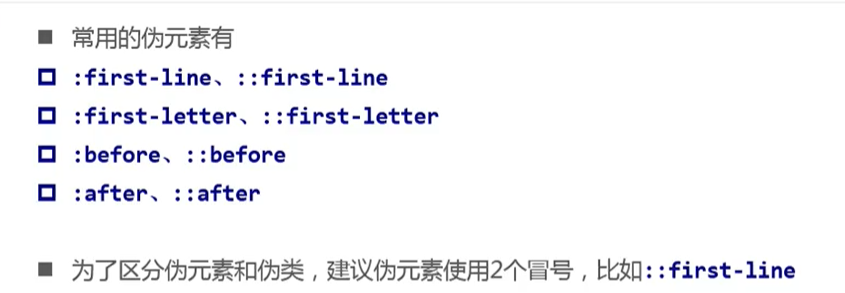 常用的伪元素有
:first-line、::first-line
:first-letter、::first-letter
:before、::before
:after、::after
为了区分伪元素和伪类，建议伪元素使用2个冒号，比如::first-line